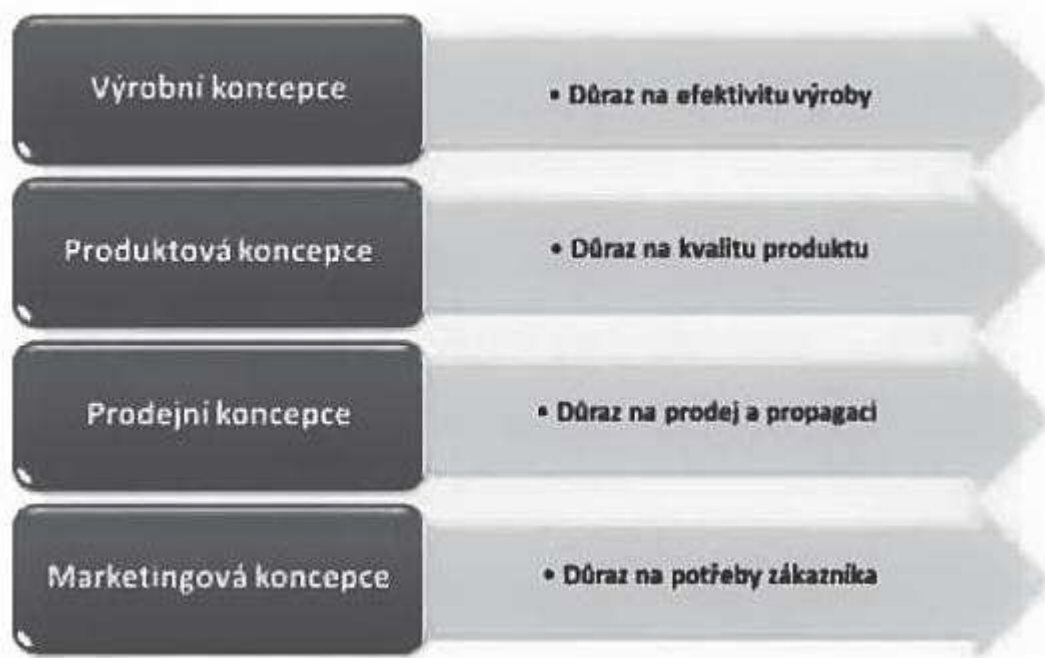 Výrobní koncepce
• Důraz na efektivitu výroby
Produktová koncepce
• Důraz na kvalitu produktu
Prodejní koncepce
• Důraz na prodej a propagaci
Marketingová koncepce
• Důraz na potřeby zákazníka